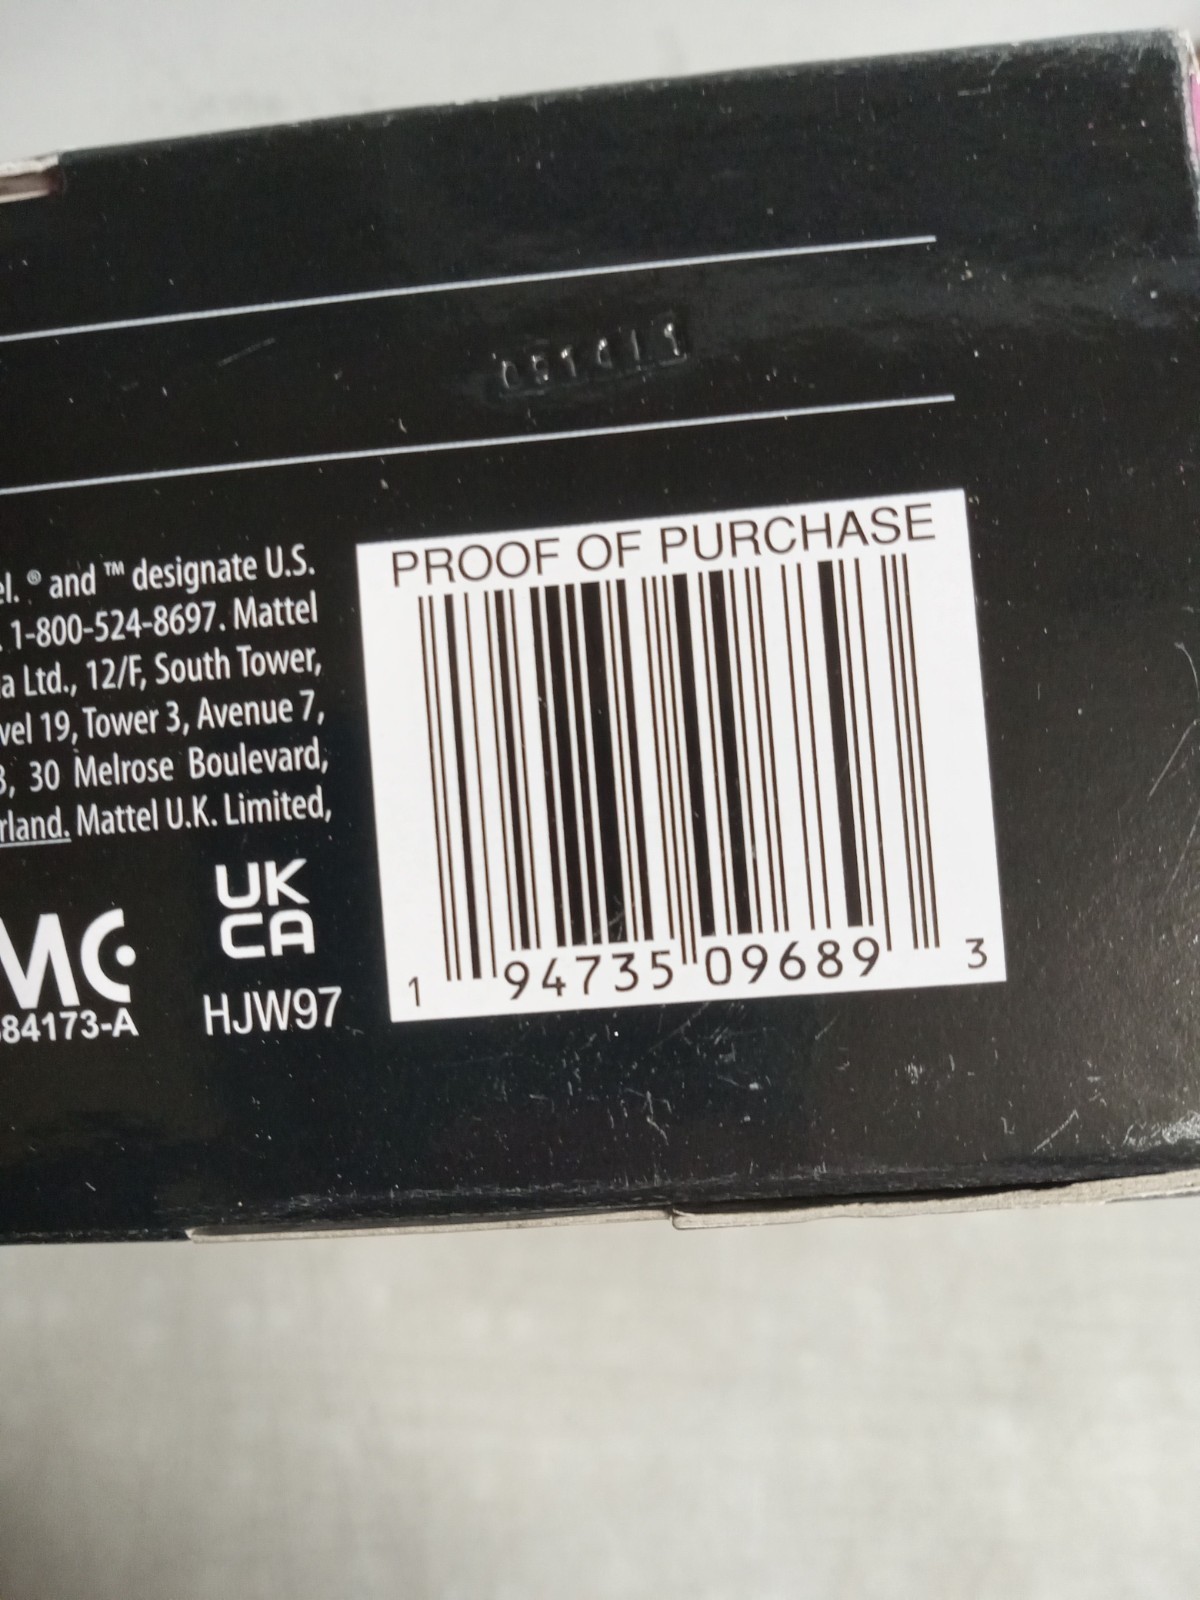 el. ® and ™ designate U.S.
. 1-800-524-8697. Mattel
a Ltd., 12/F, South Tower,
vel 19, Tower 3, Avenue 7,
3, 30 Melrose Boulevard,
rland. Mattel U.K. Limited,
MC
84173-A
UK
CA
HJW97
PROOF OF PURCHASE
1 94735 09689 3